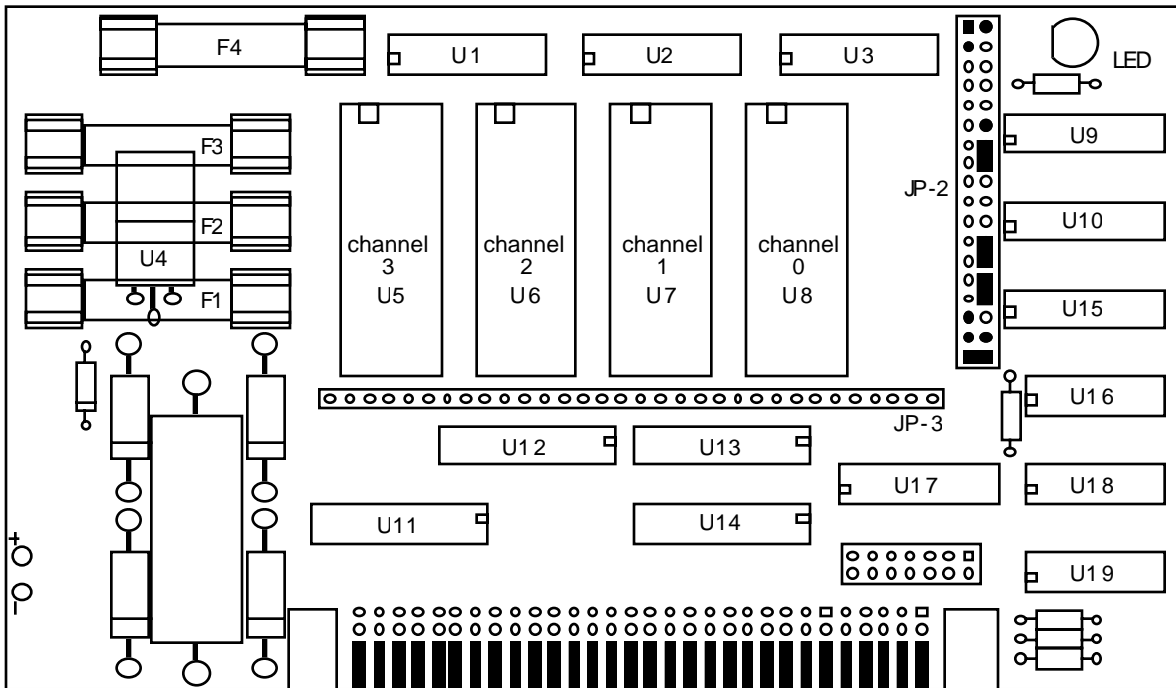 F4
U1
U2
U3
LED
F3
U9
JP-2
F2
U10
U4
channel
3
U5
channel
2
U6
channel
1
U7
channel
0
U8
F1
U15
U16
JP-3
U12
U13
U17
U18
U11
U14
+
-
U19